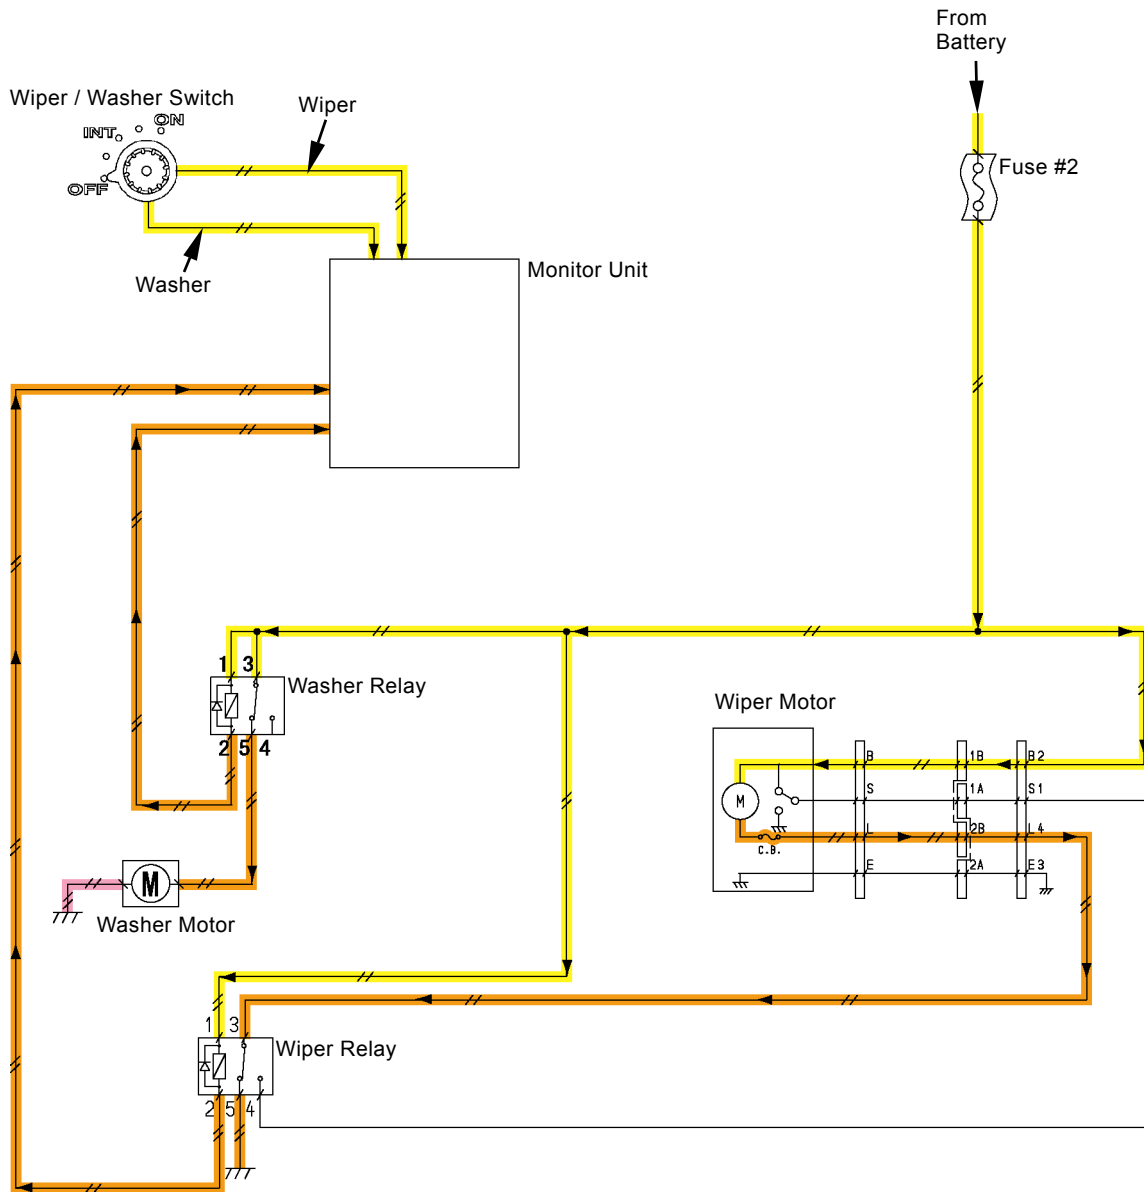 From
Battery
Wiper / Washer Switch
Wiper
ON
INT
OFF
Fuse #2
Washer
Monitor Unit
1 3
Washer Relay
2 5 4
Wiper Motor
B 1B B2
S 1A S1
M
L 2B L4
C.B.
E 2A E3
M
Washer Motor
1 3
Wiper Relay
2 5 4